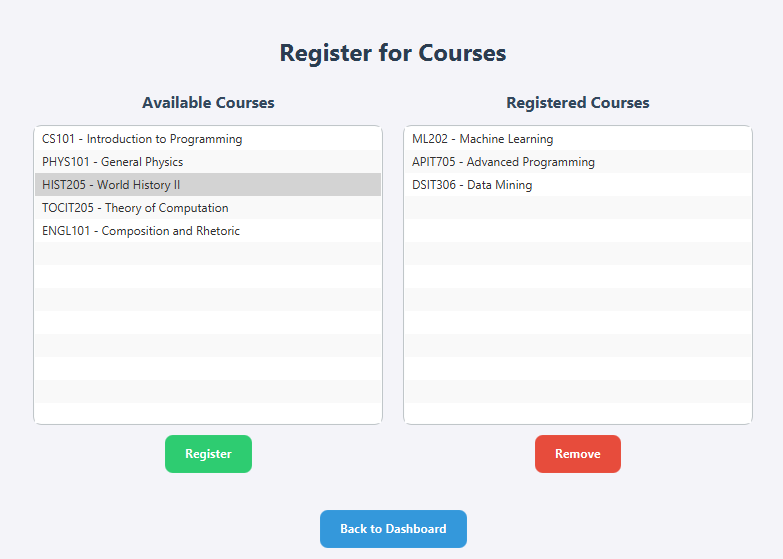 Register for Courses
Available Courses
CS101 - Introduction to Programming
PHYS101 - General Physics
HIST205 - World History II
TOCIT205 - Theory of Computation
ENGL101 - Composition and Rhetoric
Register
Registered Courses
ML202 - Machine Learning
APIT705 - Advanced Programming
DSIT306 - Data Mining
Remove
Back to Dashboard